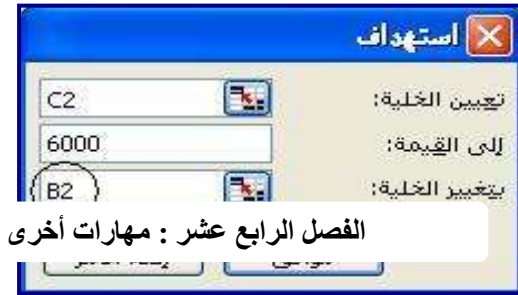 استهداف
تعيين الخلية: C2
إلى القيمة: 6000
بتغيير الخلية: B2
الفصل الرابع عشر : مهارات أخرى